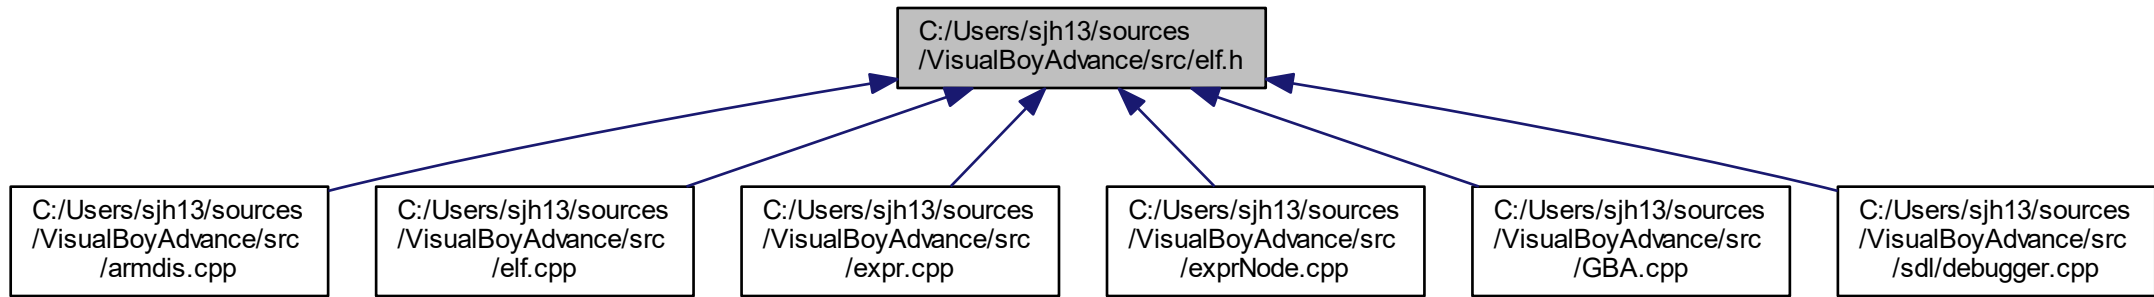 C:/Users/sjh13/sources
/VisualBoyAdvance/src/elf.h
C:/Users/sjh13/sources
/VisualBoyAdvance/src
/armdis.cpp
C:/Users/sjh13/sources
/VisualBoyAdvance/src
/elf.cpp
C:/Users/sjh13/sources
/VisualBoyAdvance/src
/expr.cpp
C:/Users/sjh13/sources
/VisualBoyAdvance/src
/exprNode.cpp
C:/Users/sjh13/sources
/VisualBoyAdvance/src
/GBA.cpp
C:/Users/sjh13/sources
/VisualBoyAdvance/src
/sdl/debugger.cpp